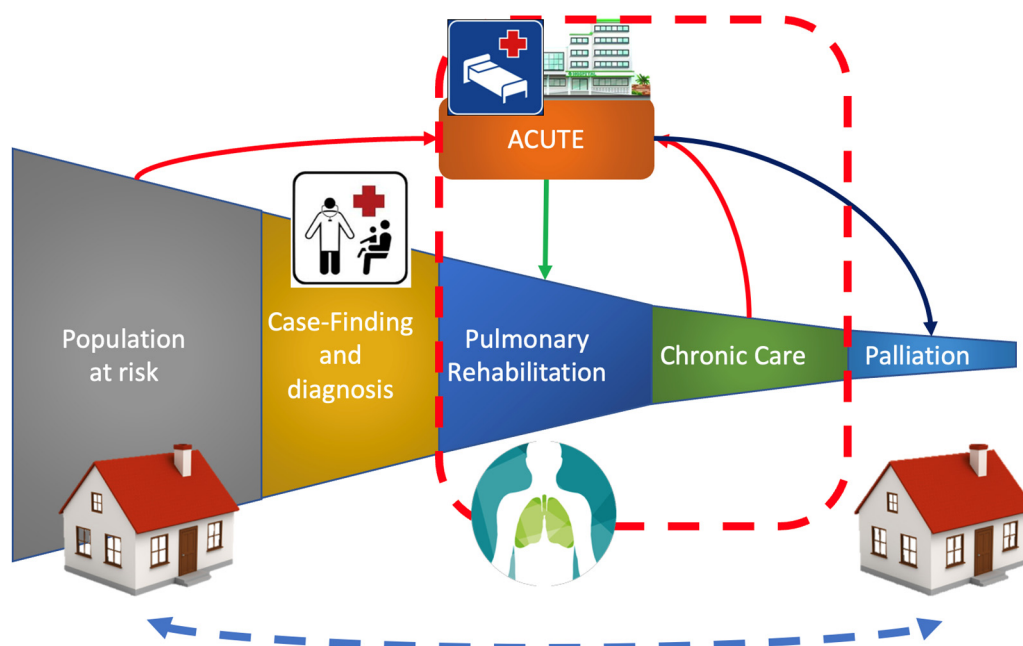 ACUTE
Population
at risk
Case-Finding
and
diagnosis
Pulmonary
Rehabilitation
Chronic Care
Palliation